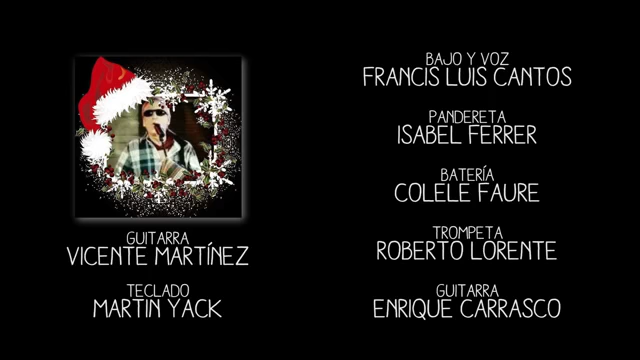 GUITARRA
VICENTE MARTÍNEZ
TECLADO
MARTIN YACK
BAJO Y VOZ
FRANCIS LUIS CANTOS
PANDERETA
ISABEL FERRER
BATERÍA
COLELE FAURE
TROMPETA
ROBERTO LORENTE
GUITARRA
ENRIQUE CARRASCO